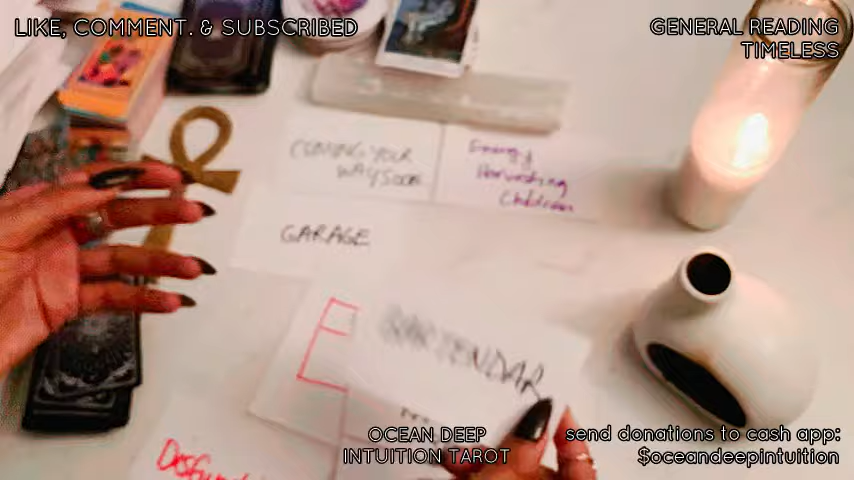 LIKE, COMMENT. & SUBSCRIBED
GENERAL READING
TIMELESS
COMING YOUR
WAY SOON
Energy
Harvesting
Children
GARAGE
BARTENDAR
OCEAN DEEP
INTUITION TAROT
send donations to cash app:
$oceandeepintuition